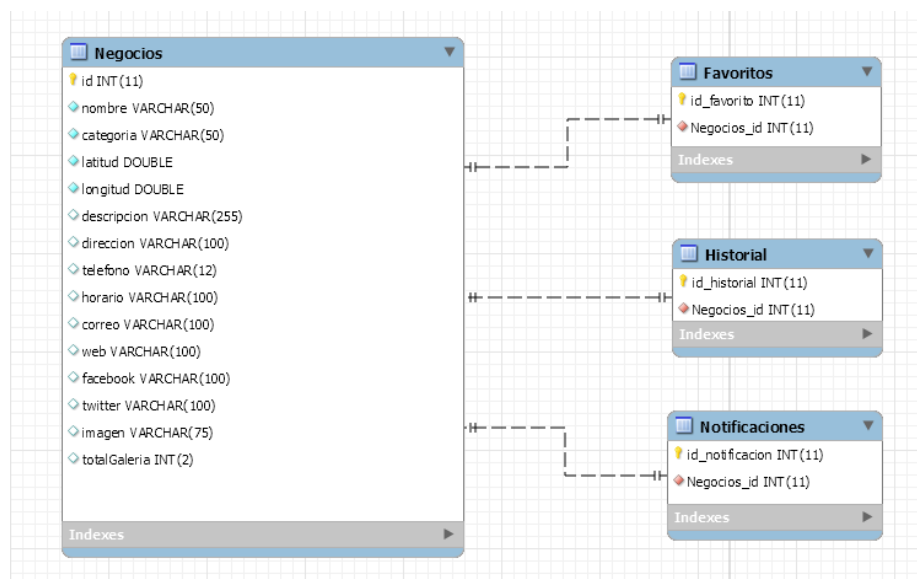 Negocios
id INT(11)
nombre VARCHAR(50)
categoria VARCHAR(50)
latitud DOUBLE
longitud DOUBLE
descripcion VARCHAR(255)
direccion VARCHAR(100)
telefono VARCHAR(12)
horario VARCHAR(100)
correo VARCHAR(100)
web VARCHAR(100)
facebook VARCHAR(100)
twitter VARCHAR(100)
imagen VARCHAR(75)
totalGaleria INT(2)
Indexes
Favoritos
id_favorito INT(11)
Negocios_id INT(11)
Indexes
Historial
id_historial INT(11)
Negocios_id INT(11)
Indexes
Notificaciones
id_notificacion INT(11)
Negocios_id INT(11)
Indexes